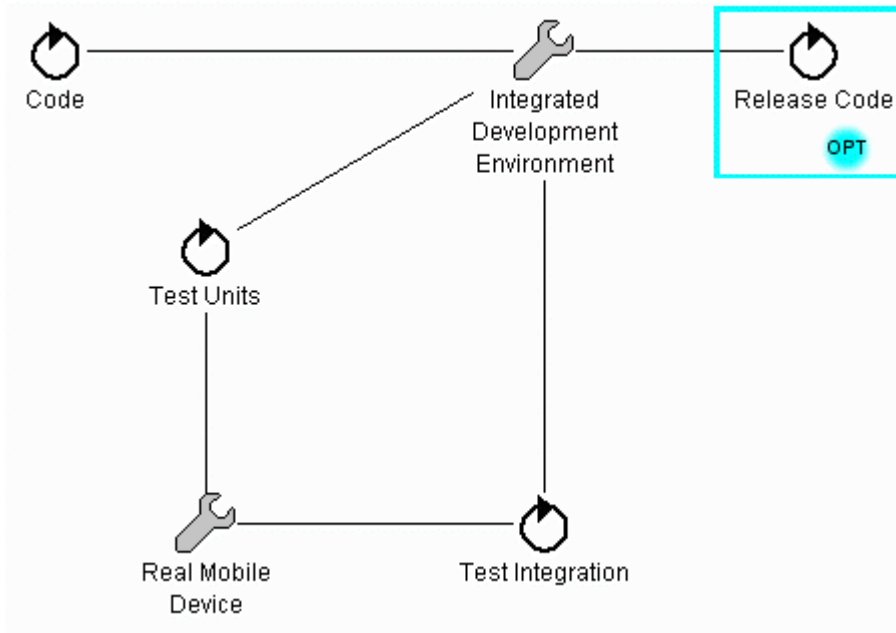 Code
Integrated
Development
Environment
Release Code
OPT
Test Units
Real Mobile
Device
Test Integration